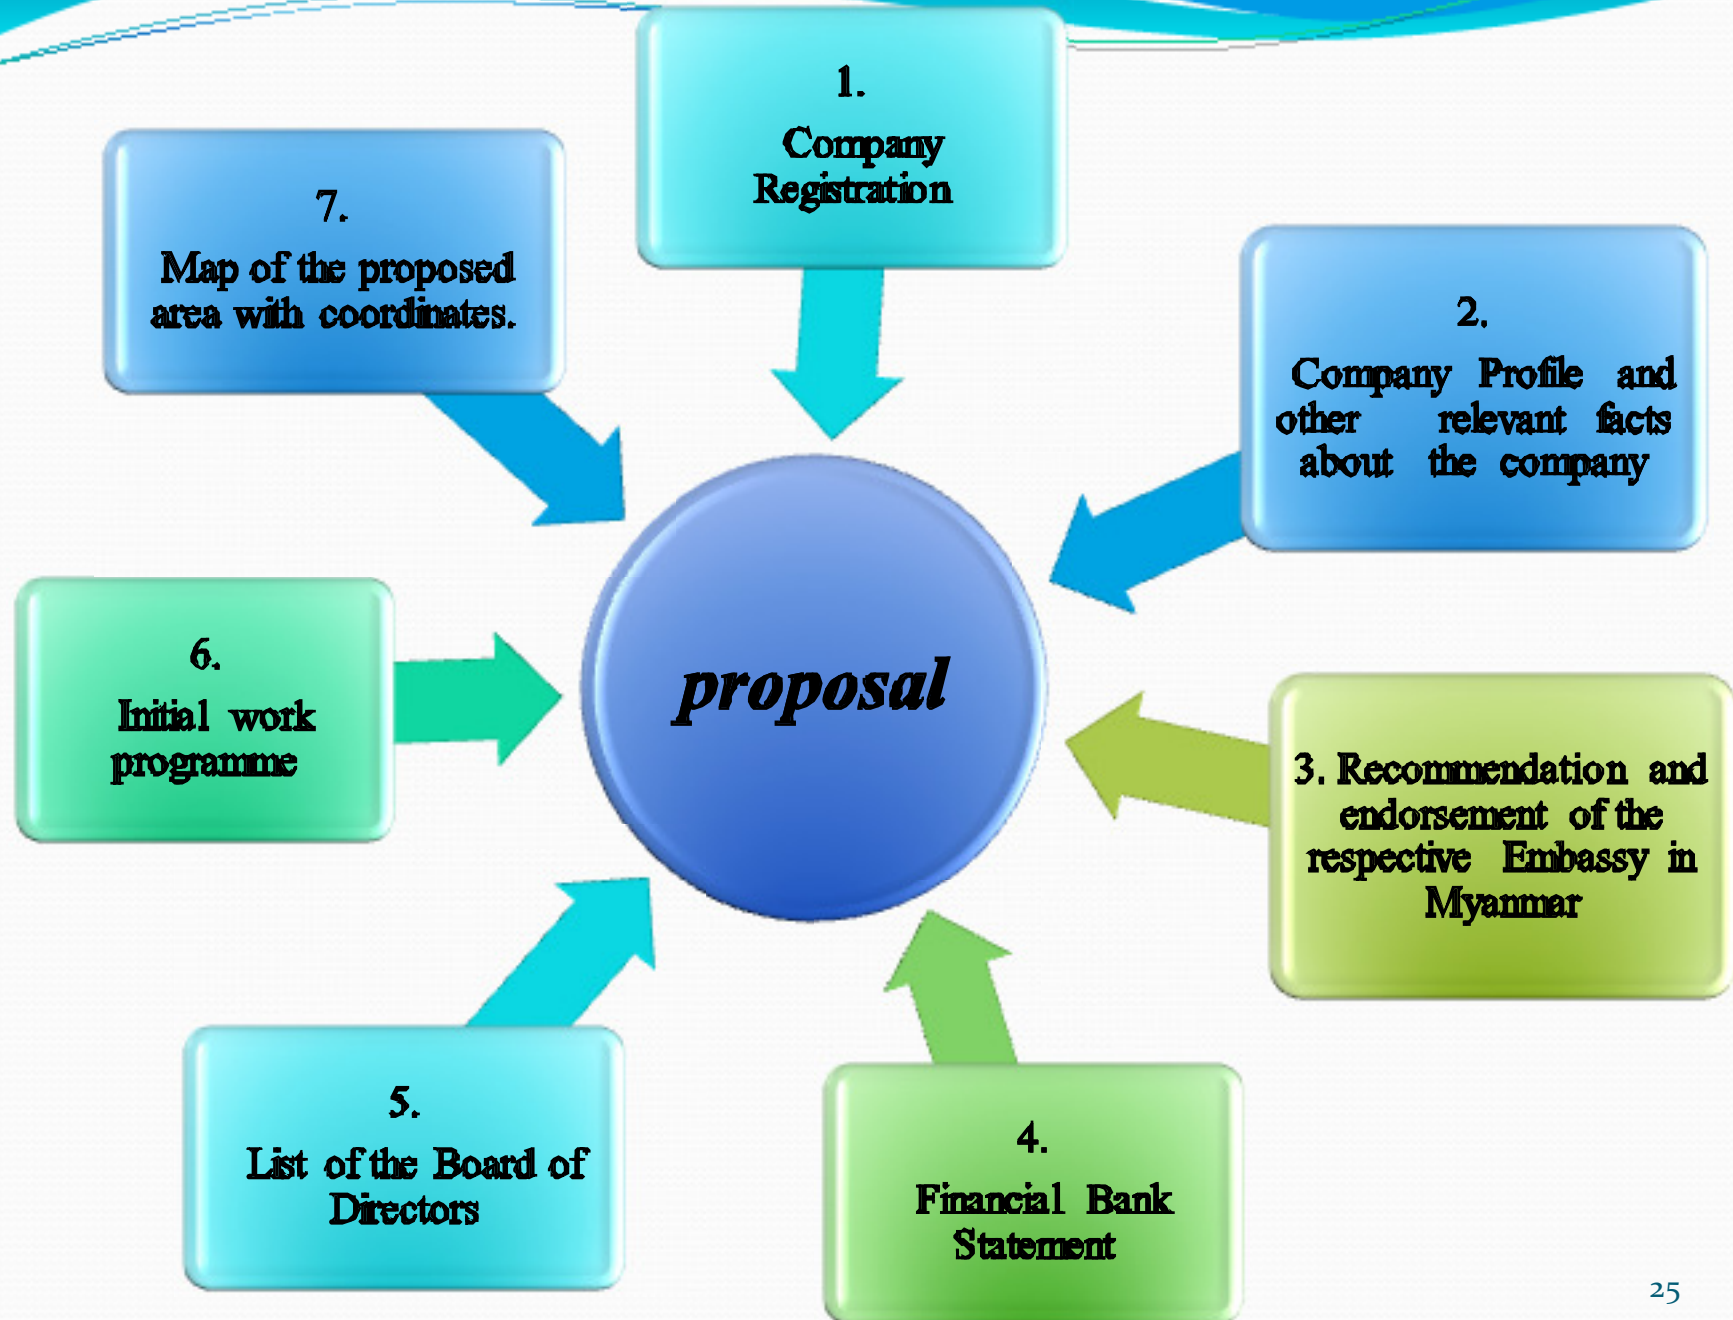 1.
Company
Registration
2.
Company Profile and
other relevant facts
about the company
3. Recommendation and
endorsement of the
respective Embassy in
Myanmar
4.
Financial Bank
Statement
5.
List of the Board of
Directors
6.
Initial work
programme
7.
Map of the proposed
area with coordinates.
proposal
25